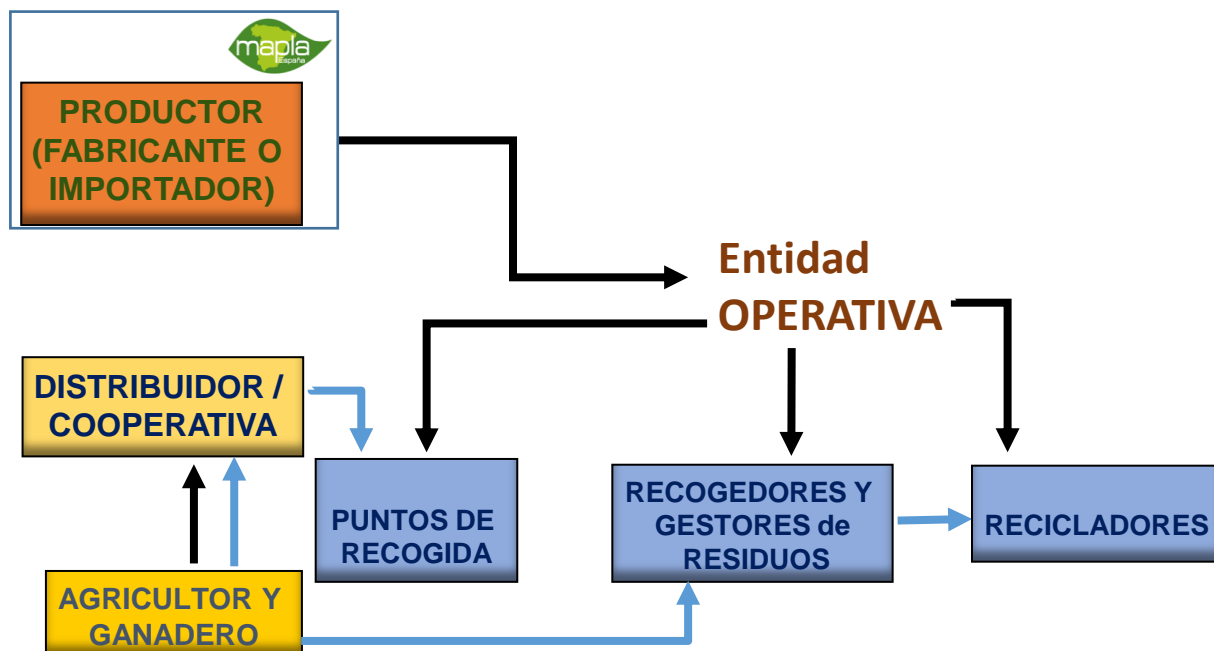 mapla
España
PRODUCTOR
(FABRICANTE O
IMPORTADOR)
Entidad
OPERATIVA
DISTRIBUIDOR /
COOPERATIVA
PUNTOS DE
RECOGIDA
RECOGEDORES Y
GESTORES de
RESIDUOS
RECICLADORES
AGRICULTOR Y
GANADERO